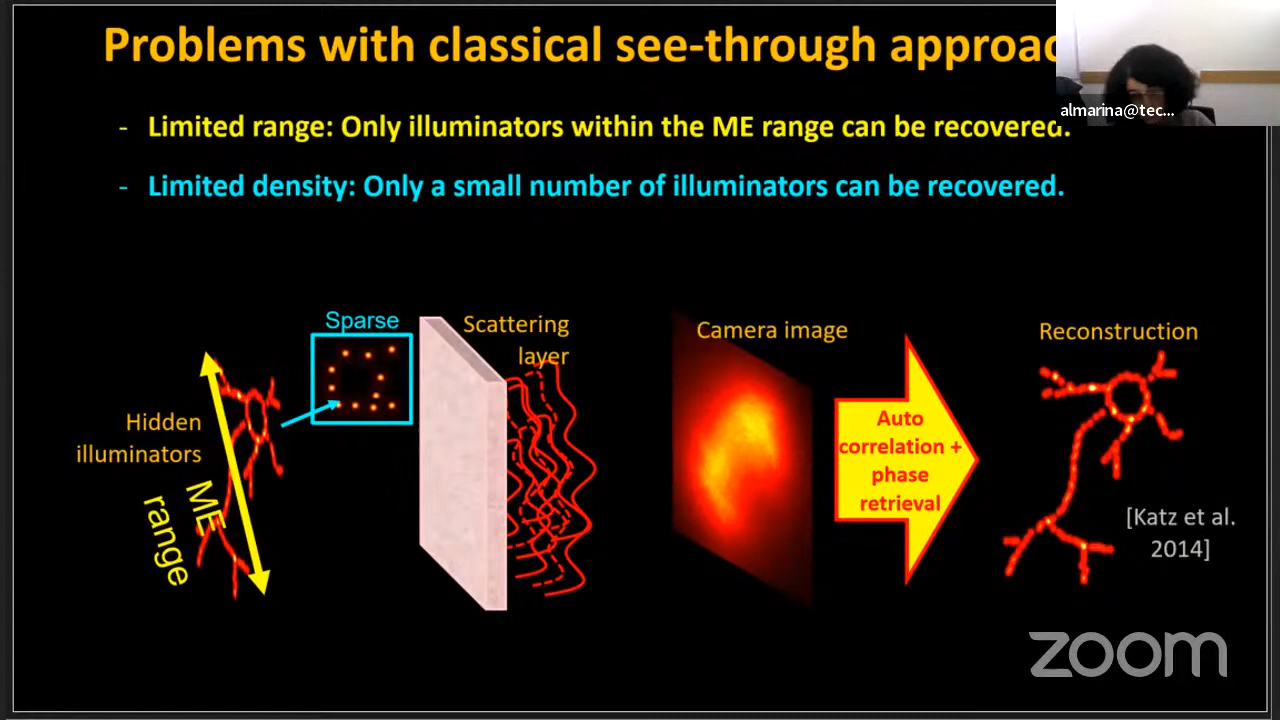 Problems with classical see-through approac
almarina@tec...
- Limited range: Only illuminators within the ME range can be recovered.
- Limited density: Only a small number of illuminators can be recovered.
Sparse
Scattering
layer
Camera image
Reconstruction
Hidden
illuminators
ME
range
Auto
correlation +
phase
retrieval
[Katz et al.
2014]
zoom